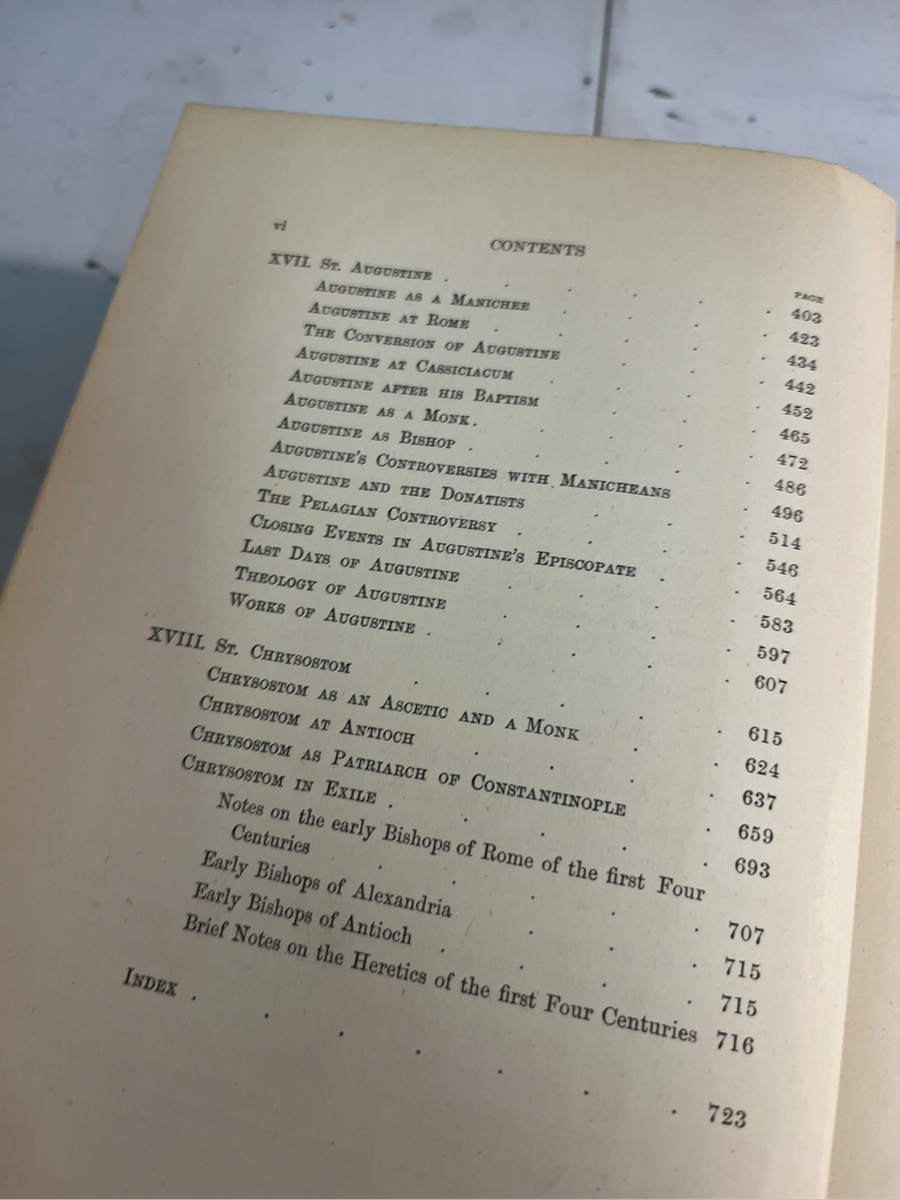 vi
CONTENTS
PAGE
XVII. St. Augustine . . . . . 403
Augustine as a Manichee . . . . 423
Augustine at Rome . . . . . 434
The Conversion of Augustine . . . 442
Augustine at Cassiciacum . . . . 452
Augustine after his Baptism . . . 465
Augustine as a Monk . . . . . 472
Augustine as Bishop . . . . . 486
Augustine's Controversies with Manicheans . 496
Augustine and the Donatists . . . 514
The Pelagian Controversy . . . . 546
Closing Events in Augustine's Episcopate . . 564
Last Days of Augustine . . . . 583
Theology of Augustine . . . . 597
Works of Augustine . . . . . 607
XVIII. St. Chrysostom . . . . . 615
Chrysostom as an Ascetic and a Monk . . 624
Chrysostom at Antioch . . . . 637
Chrysostom as Patriarch of Constantinople . 659
Chrysostom in Exile . . . . . 693
Notes on the early Bishops of Rome of the first Four
Centuries . . . . . 707
Early Bishops of Alexandria . . . 715
Early Bishops of Antioch . . . . 715
Brief Notes on the Heretics of the first Four Centuries 716
Index . . . . . . . 723